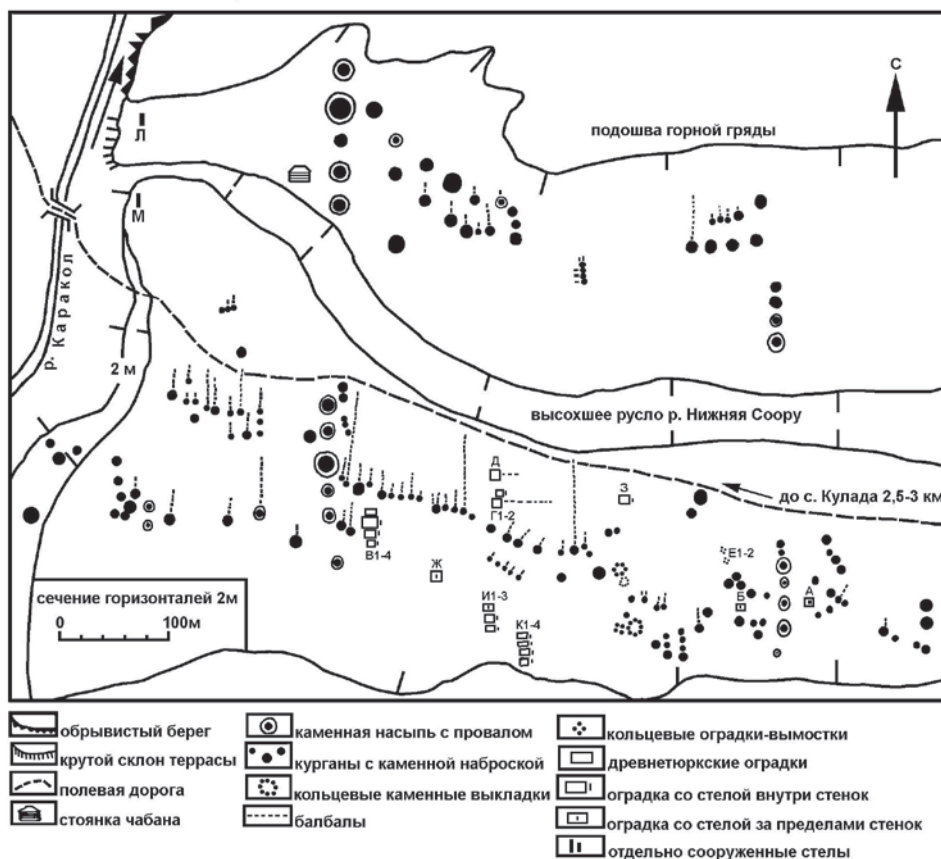 С
подошва горной гряды
Л
М
р. Каракол
2 м
высохшее русло р. Нижняя Соору
до с. Кулада 2,5-3 км
Д
З
Г1-2
В1-4
Е1-2
Ж
Б
А
И1-3
К1-4
сечение горизонталей 2м
0 100м
обрывистый берег
крутой склон террасы
полевая дорога
стоянка чабана
каменная насыпь с провалом
курганы с каменной наброской
кольцевые каменные выкладки
балбалы
кольцевые оградки-вымостки
древнетюркские оградки
оградка со стелой внутри стенок
оградка со стелой за пределами стенок
отдельно сооруженные стелы